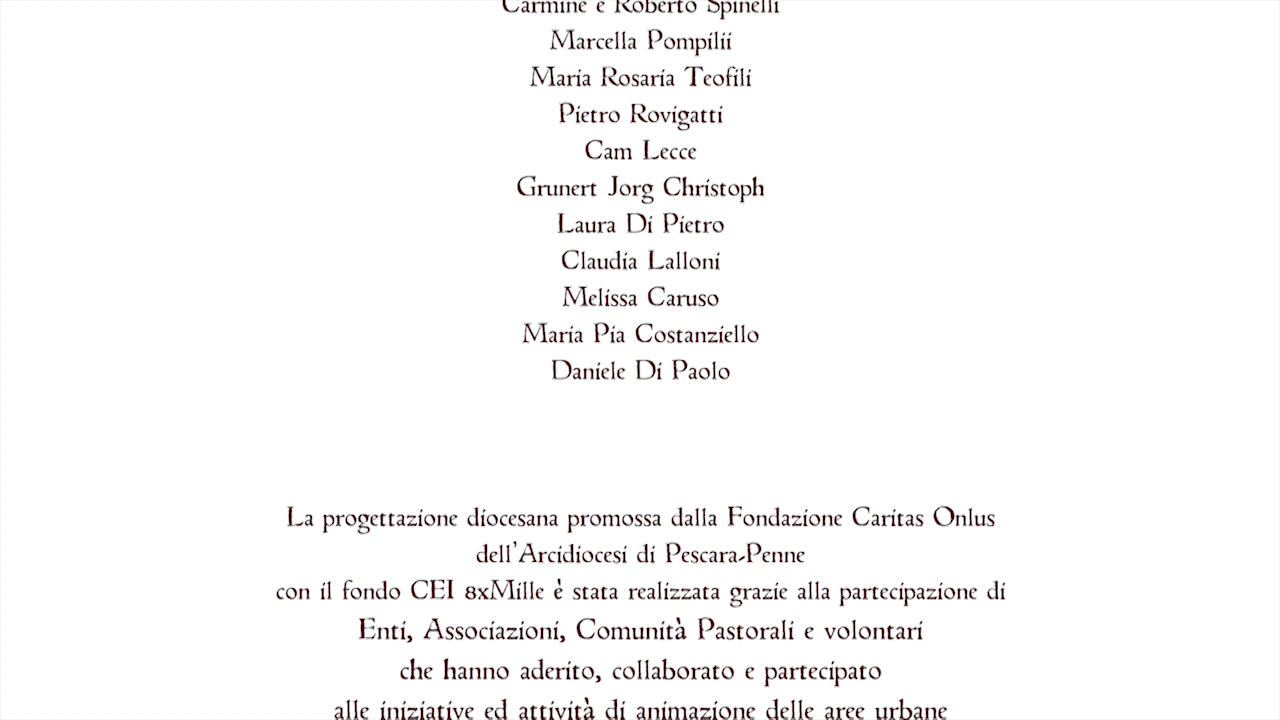 Carmine e Roberto Spinelli
Marcella Pompilii
Maria Rosaria Teofili
Pietro Rovigatti
Cam Lecce
Grunert Jorg Christoph
Laura Di Pietro
Claudia Lalloni
Melissa Caruso
Maria Pia Costanziello
Daniele Di Paolo
La progettazione diocesana promossa dalla Fondazione Caritas Onlus
dell'Arcidiocesi di Pescara-Penne
con il fondo CEI 8xMille è stata realizzata grazie alla partecipazione di
Enti, Associazioni, Comunità Pastorali e volontari
che hanno aderito, collaborato e partecipato
alle iniziative ed attività di animazione delle aree urbane